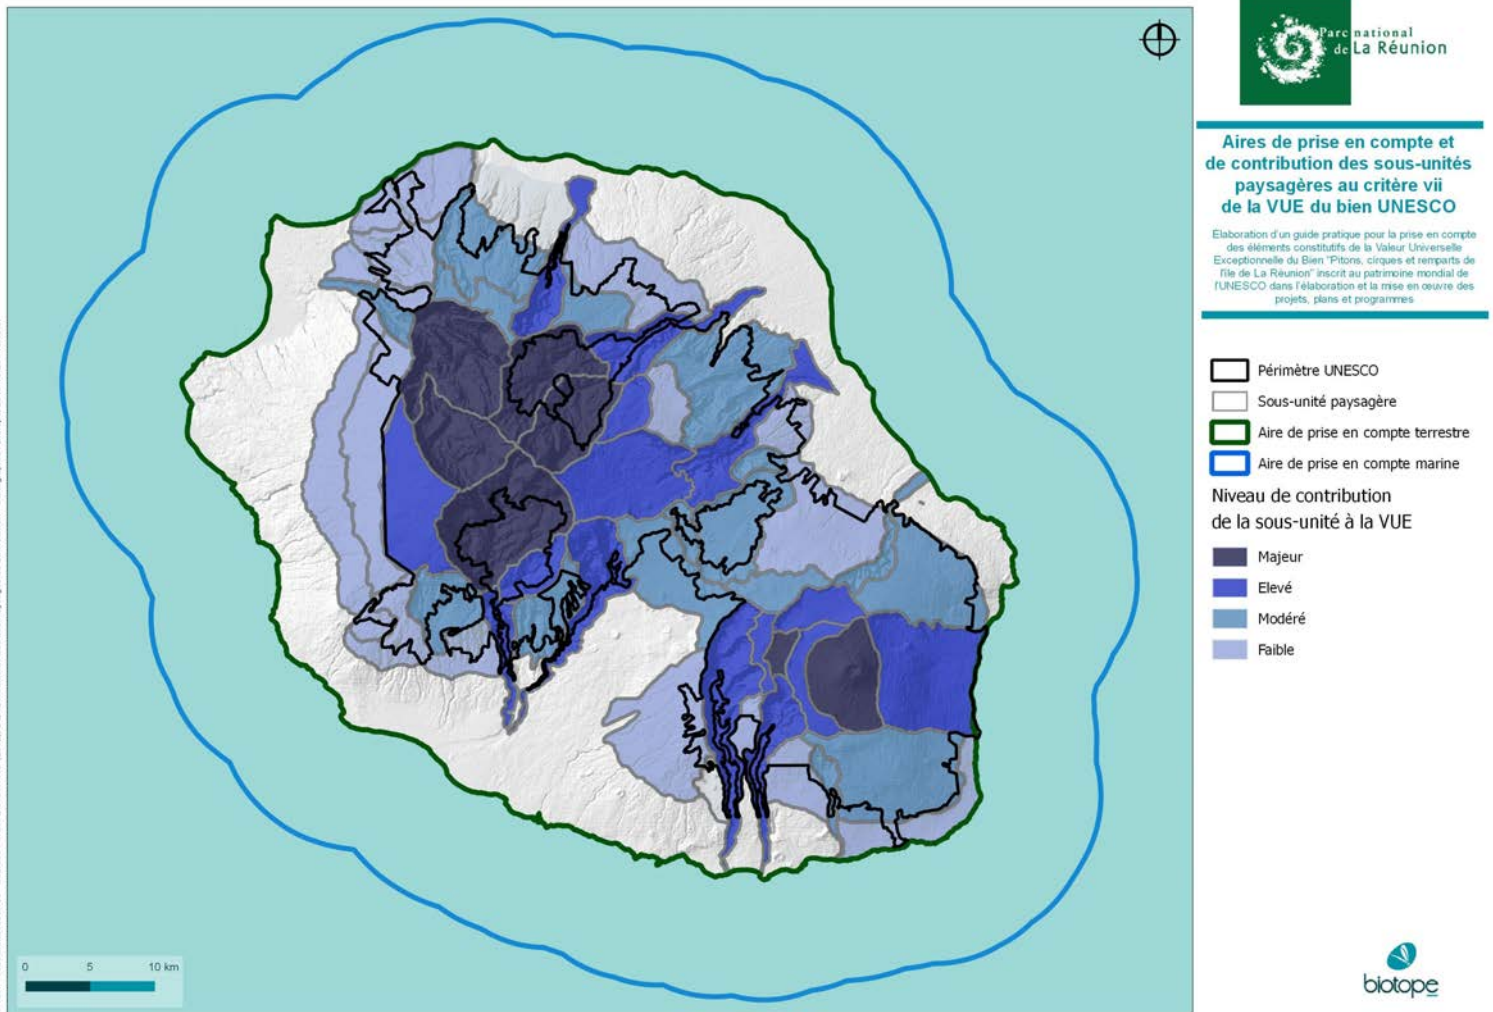 Parc national
de La Réunion
Aires de prise en compte et
de contribution des sous-unités
paysagères au critère vii
de la VUE du bien UNESCO
Elaboration d'un guide pratique pour la prise en compte
des éléments constitutifs de la Valeur Universelle
Exceptionnelle du Bien "Pitons, cirques et remparts de
l'île de La Réunion" inscrit au patrimoine mondial de
l'UNESCO dans l'élaboration et la mise en œuvre des
projets, plans et programmes
Périmètre UNESCO
Sous-unité paysagère
Aire de prise en compte terrestre
Aire de prise en compte marine
Niveau de contribution
de la sous-unité à la VUE
Majeur
Elevé
Modéré
Faible
0 5 10 km
biotope